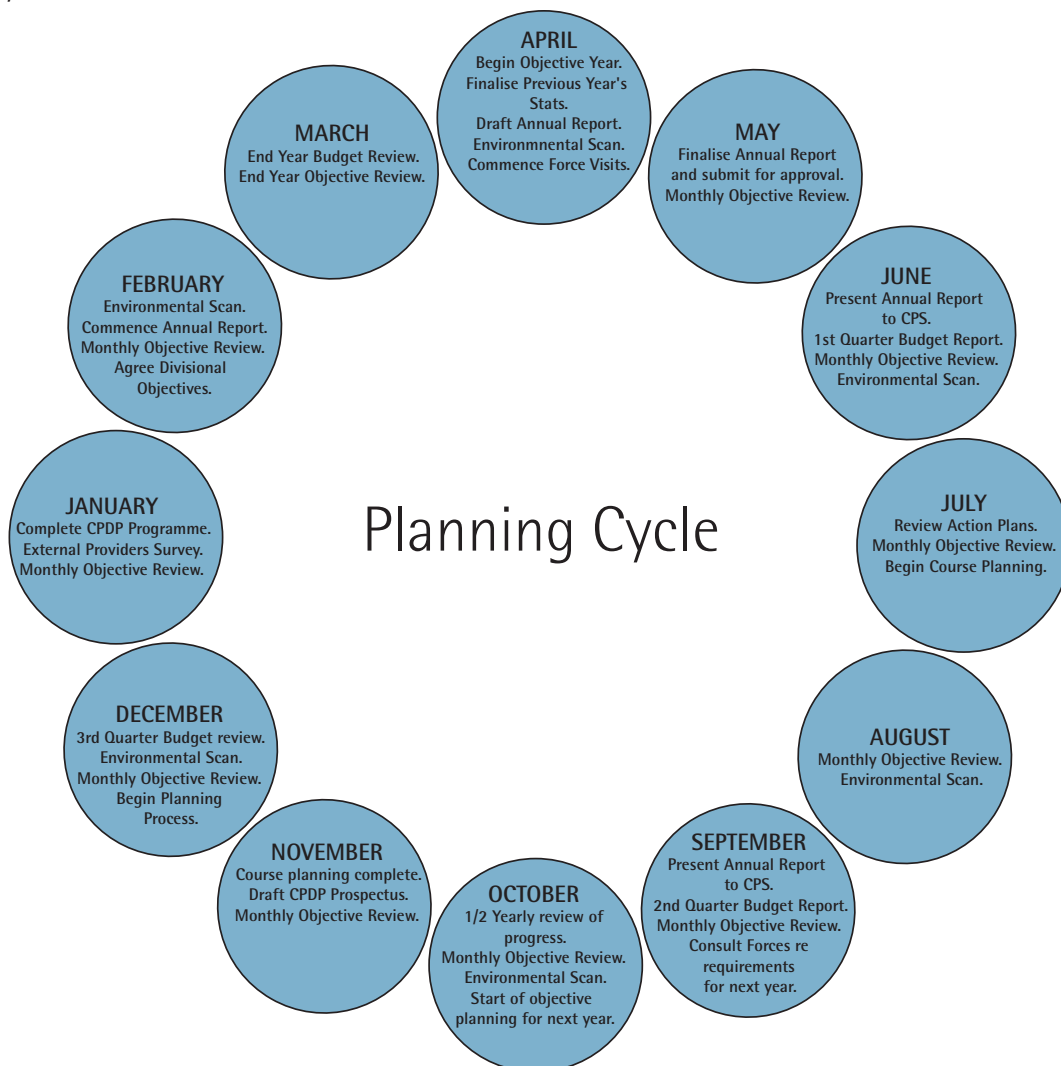 APRIL
Begin Objective Year.
Finalise Previous Year's
Stats.
Draft Annual Report.
Environmnental Scan.
Commence Force Visits.
MAY
Finalise Annual Report
and submit for approval.
Monthly Objective Review.
JUNE
Present Annual Report
to CPS.
1st Quarter Budget Report.
Monthly Objective Review.
Environmental Scan.
JULY
Review Action Plans.
Monthly Objective Review.
Begin Course Planning.
AUGUST
Monthly Objective Review.
Environmental Scan.
SEPTEMBER
Present Annual Report
to CPS.
2nd Quarter Budget Report.
Monthly Objective Review.
Consult Forces re
requirements
for next year.
OCTOBER
1/2 Yearly review of
progress.
Monthly Objective Review.
Environmental Scan.
Start of objective
planning for next year.
NOVEMBER
Course planning complete.
Draft CPDP Prospectus.
Monthly Objective Review.
DECEMBER
3rd Quarter Budget review.
Environmental Scan.
Monthly Objective Review.
Begin Planning
Process.
JANUARY
Complete CPDP Programme.
External Providers Survey.
Monthly Objective Review.
FEBRUARY
Environmental Scan.
Commence Annual Report.
Monthly Objective Review.
Agree Divisional
Objectives.
MARCH
End Year Budget Review.
End Year Objective Review.
Planning Cycle